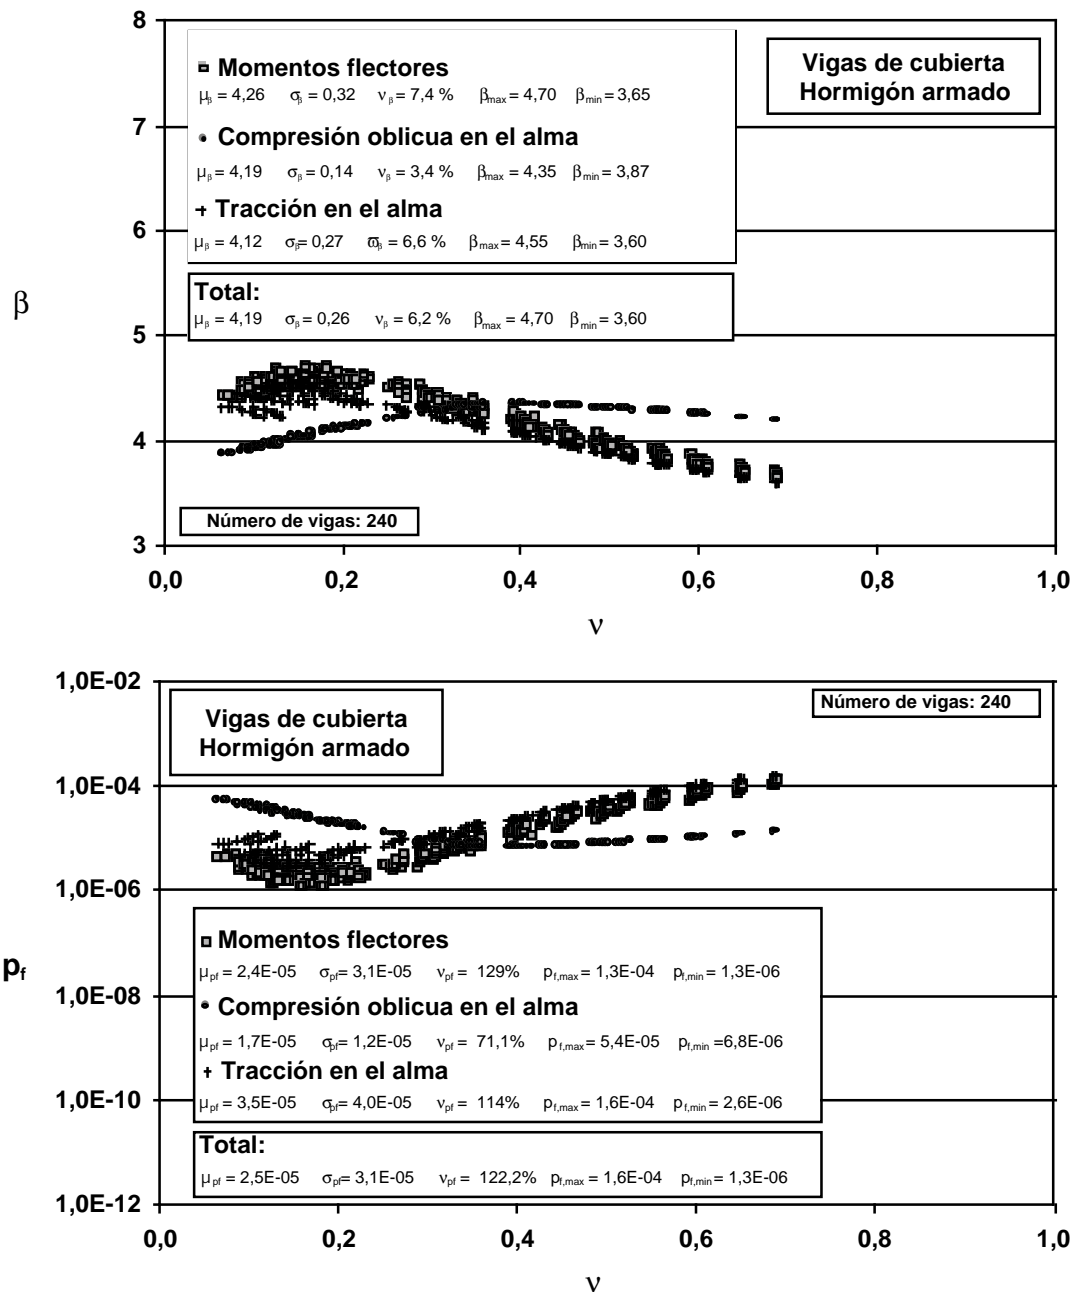 8
7
6
5
4
3
β
Momentos flectores
μβ = 4,26 σβ = 0,32 νβ = 7,4 % βmax = 4,70 βmin = 3,65
Compresión oblicua en el alma
μβ = 4,19 σβ = 0,14 νβ = 3,4 % βmax = 4,35 βmin = 3,87
Tracción en el alma
μβ = 4,12 σβ = 0,27 ϖβ = 6,6 % βmax = 4,55 βmin = 3,60
Total:
μβ = 4,19 σβ = 0,26 νβ = 6,2 % βmax = 4,70 βmin = 3,60
Vigas de cubierta
Hormigón armado
Número de vigas: 240
0,0 0,2 0,4 0,6 0,8 1,0
ν
1,0E-02
1,0E-04
1,0E-06
1,0E-08
1,0E-10
1,0E-12
pf
Vigas de cubierta
Hormigón armado
Número de vigas: 240
Momentos flectores
μpf = 2,4E-05 σpf = 3,1E-05 νpf = 129% pf,max = 1,3E-04 pf,min = 1,3E-06
Compresión oblicua en el alma
μpf = 1,7E-05 σpf = 1,2E-05 νpf = 71,1% pf,max = 5,4E-05 pf,min =6,8E-06
Tracción en el alma
μpf = 3,5E-05 σpf = 4,0E-05 νpf = 114% pf,max = 1,6E-04 pf,min = 2,6E-06
Total:
μpf = 2,5E-05 σpf = 3,1E-05 νpf = 122,2% pf,max = 1,6E-04 pf,min = 1,3E-06
0,0 0,2 0,4 0,6 0,8 1,0
ν